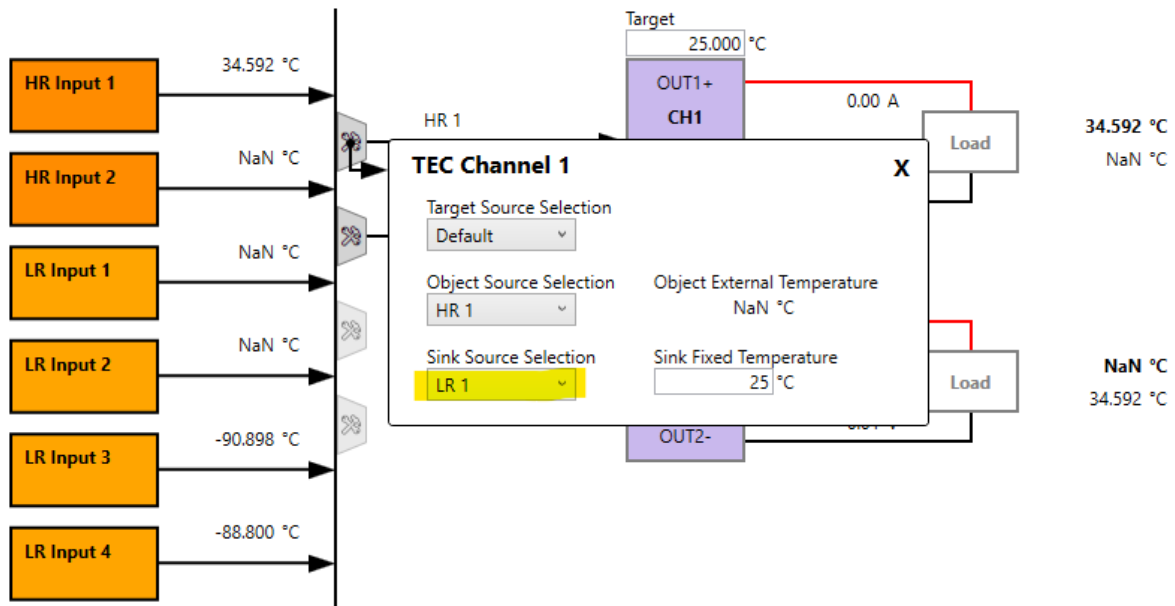 Target
25.000 °C
HR Input 1
34.592 °C
OUT1+
CH1
0.00 A
Load
34.592 °C
NaN °C
HR 1
HR Input 2
NaN °C
TEC Channel 1
X
Target Source Selection
Default
LR Input 1
NaN °C
Object Source Selection
HR 1
Object External Temperature
NaN °C
LR Input 2
NaN °C
Sink Source Selection
LR 1
Sink Fixed Temperature
25 °C
Load
NaN °C
34.592 °C
LR Input 3
-90.898 °C
OUT2-
LR Input 4
-88.800 °C